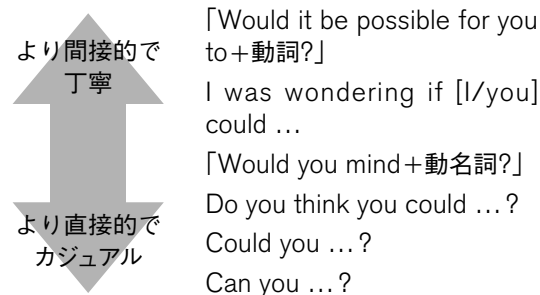 より間接的で
丁寧
より直接的で
カジュアル
「Would it be possible for you
to＋動詞?」
I was wondering if [I/you]
could …
「Would you mind＋動名詞?」
Do you think you could …?
Could you …?
Can you …?